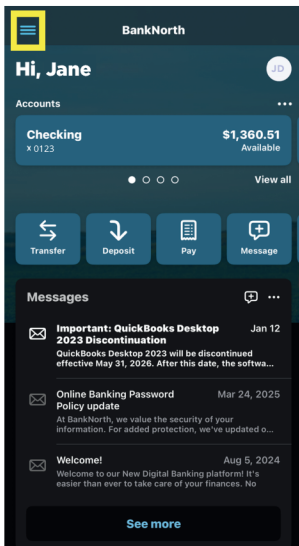 BankNorth
Hi, Jane
JD
Accounts
Checking
$1,360.51
x 0123
Available
View all
Transfer
Deposit
Pay
Message
Messages
Important: QuickBooks Desktop
Jan 12
2023 Discontinuation
QuickBooks Desktop 2023 will be discontinued
effective May 31, 2026. After this date, the softwa...
Online Banking Password
Mar 24, 2025
Policy update
At BankNorth, we value the security of your
information. For added protection, we've updated o...
Welcome!
Aug 5, 2024
Welcome to our New Digital Banking platform! It's
easier than ever to take care of your finances. No
See more